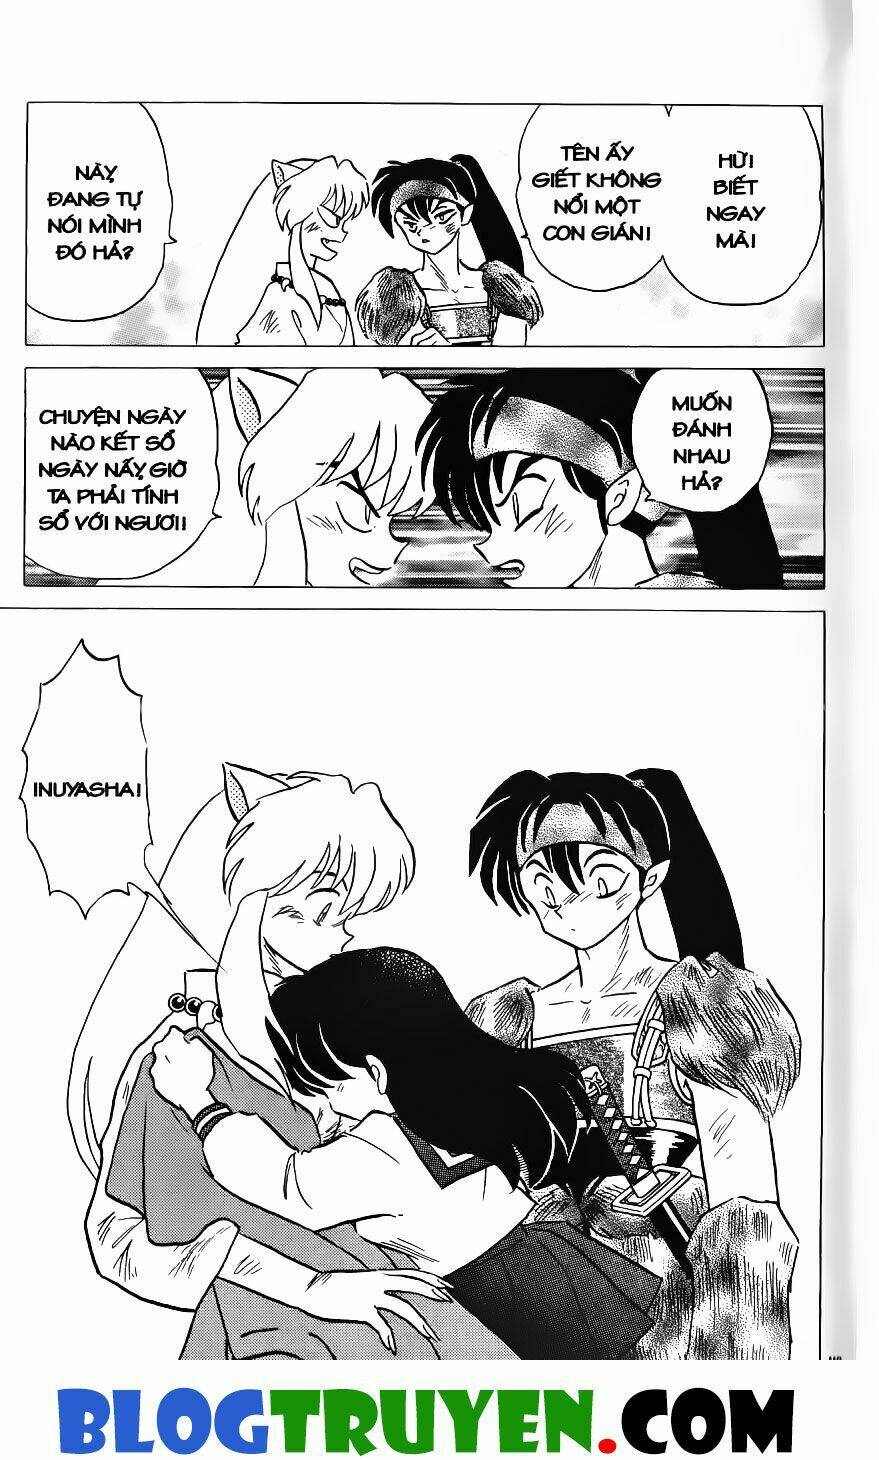 HỪ!
BIẾT
NGAY
MÀ!
TÊN ẤY
GIẾT KHÔNG
NỔI MỘT
CON GIÁN!
NÀY,
ĐANG TỰ
NÓI MÌNH
ĐÓ HẢ?
MUỐN
ĐÁNH
NHAU
HẢ?
CHUYỆN NGÀY
NÀO KẾT SỔ
NGÀY NẤY, GIỜ
TA PHẢI TÍNH
SỔ VỚI NGƯƠI!
INUYASHA!
BLOGTRUYEN.COM